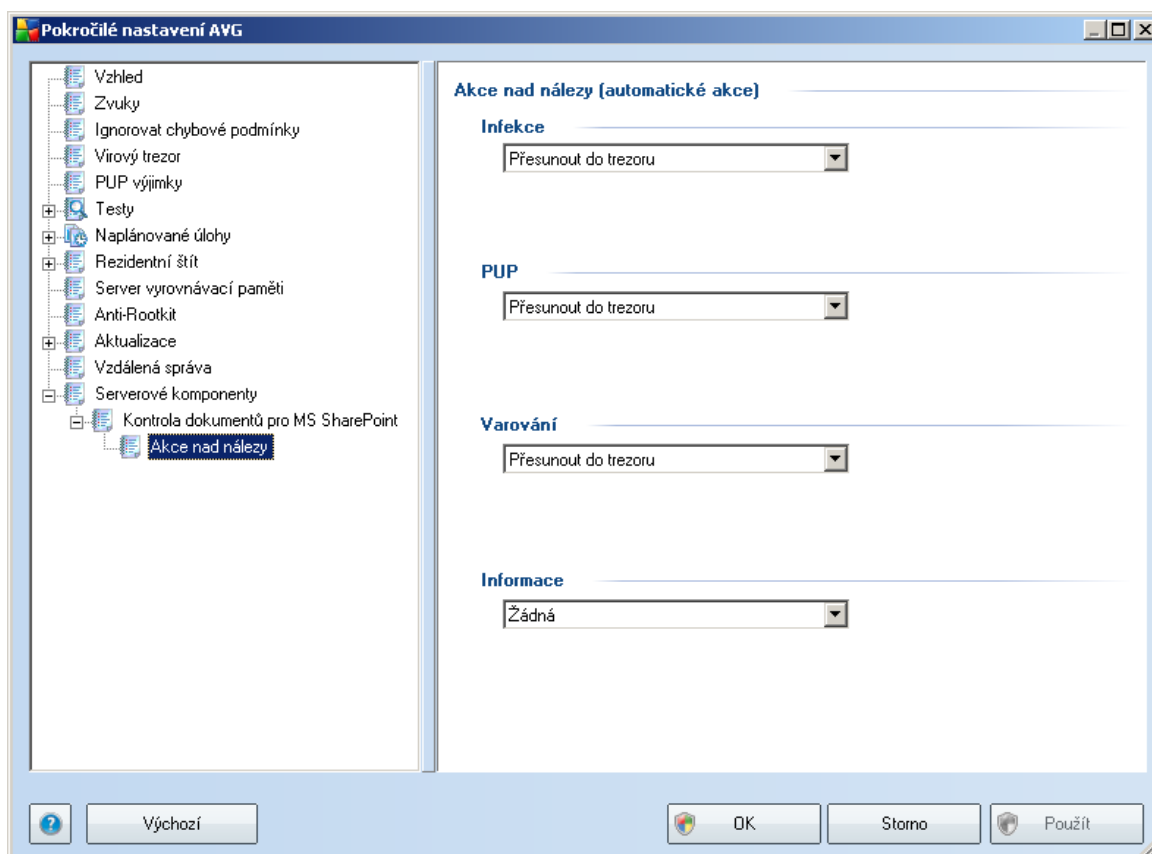 Pokročilé nastavení AVG
Vzhled
Zvuky
Ignorovat chybové podmínky
Virový trezor
PUP výjimky
Testy
Naplánované úlohy
Rezidentní štít
Server vyrovnávací paměti
Anti-Rootkit
Aktualizace
Vzdálená správa
Serverové komponenty
Kontrola dokumentů pro MS SharePoint
Akce nad nálezy
Akce nad nálezy (automatické akce)
Infekce
Přesunout do trezoru
PUP
Přesunout do trezoru
Varování
Přesunout do trezoru
Informace
Žádná
Výchozí
OK
Storno
Použít